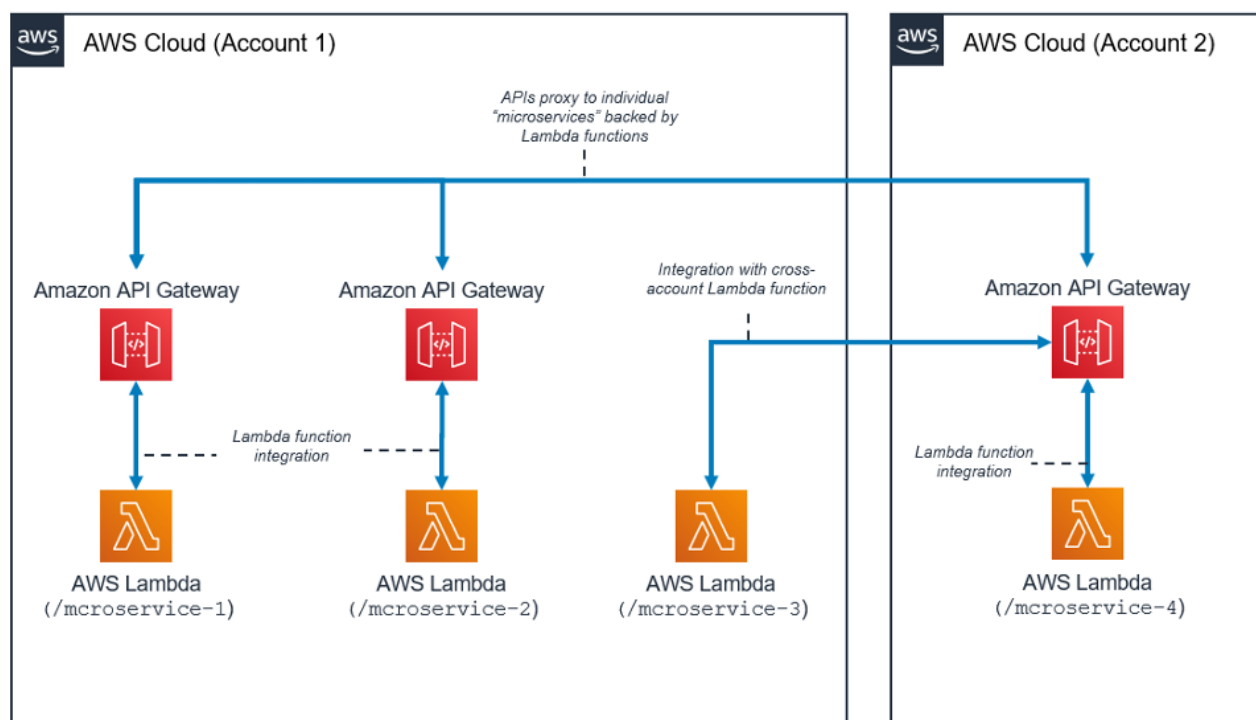 aws
AWS Cloud (Account 1)
aws
AWS Cloud (Account 2)
APIs proxy to individual
“microservices” backed by
Lambda functions
Amazon API Gateway
Amazon API Gateway
Integration with cross-
account Lambda function
Amazon API Gateway
</>
</>
</>
Lambda function
integration
Lambda function
integration
AWS Lambda
(/mcroservice-1)
AWS Lambda
(/mcroservice-2)
AWS Lambda
(/mcroservice-3)
AWS Lambda
(/mcroservice-4)